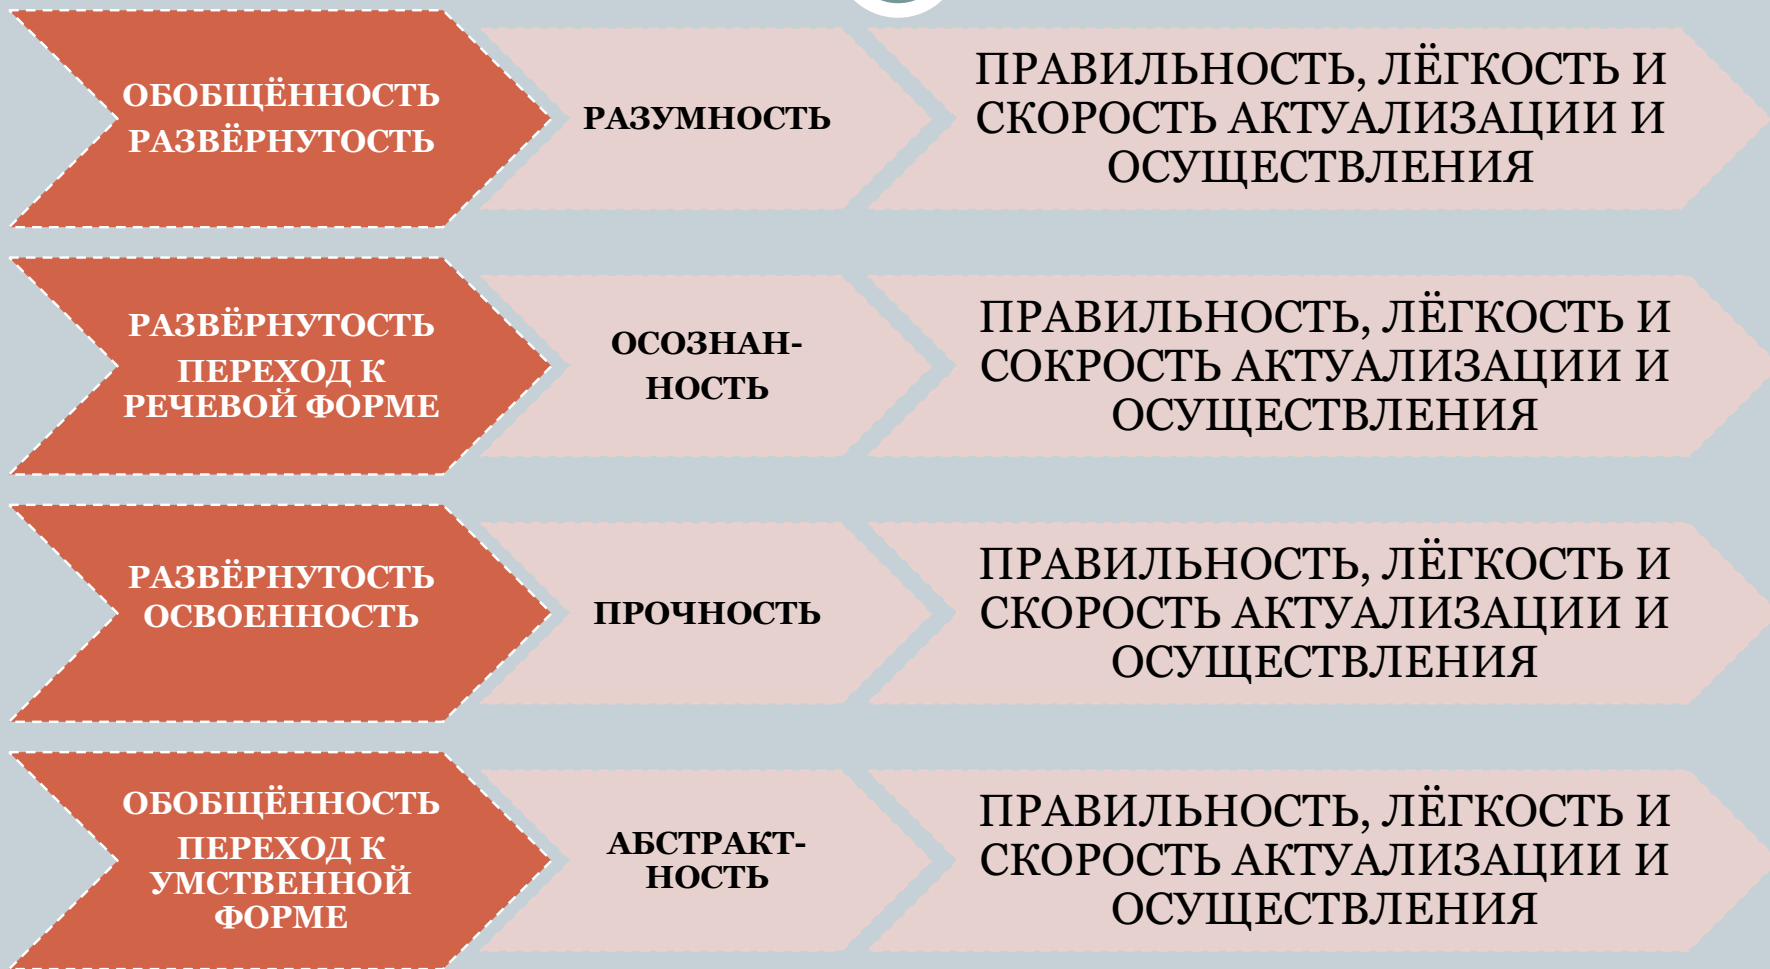 ОБОБЩЁННОСТЬ
РАЗВЁРНУТОСТЬ
РАЗУМНОСТЬ
ПРАВИЛЬНОСТЬ, ЛЁГКОСТЬ И
СКОРОСТЬ АКТУАЛИЗАЦИИ И
ОСУЩЕСТВЛЕНИЯ
РАЗВЁРНУТОСТЬ
ПЕРЕХОД К
РЕЧЕВОЙ ФОРМЕ
ОСОЗНАН-
НОСТЬ
ПРАВИЛЬНОСТЬ, ЛЁГКОСТЬ И
СОКРОСТЬ АКТУАЛИЗАЦИИ И
ОСУЩЕСТВЛЕНИЯ
РАЗВЁРНУТОСТЬ
ОСВОЕННОСТЬ
ПРОЧНОСТЬ
ПРАВИЛЬНОСТЬ, ЛЁГКОСТЬ И
СКОРОСТЬ АКТУАЛИЗАЦИИ И
ОСУЩЕСТВЛЕНИЯ
ОБОБЩЁННОСТЬ
ПЕРЕХОД К
УМСТВЕННОЙ
ФОРМЕ
АБСТРАКТ-
НОСТЬ
ПРАВИЛЬНОСТЬ, ЛЁГКОСТЬ И
СКОРОСТЬ АКТУАЛИЗАЦИИ И
ОСУЩЕСТВЛЕНИЯ